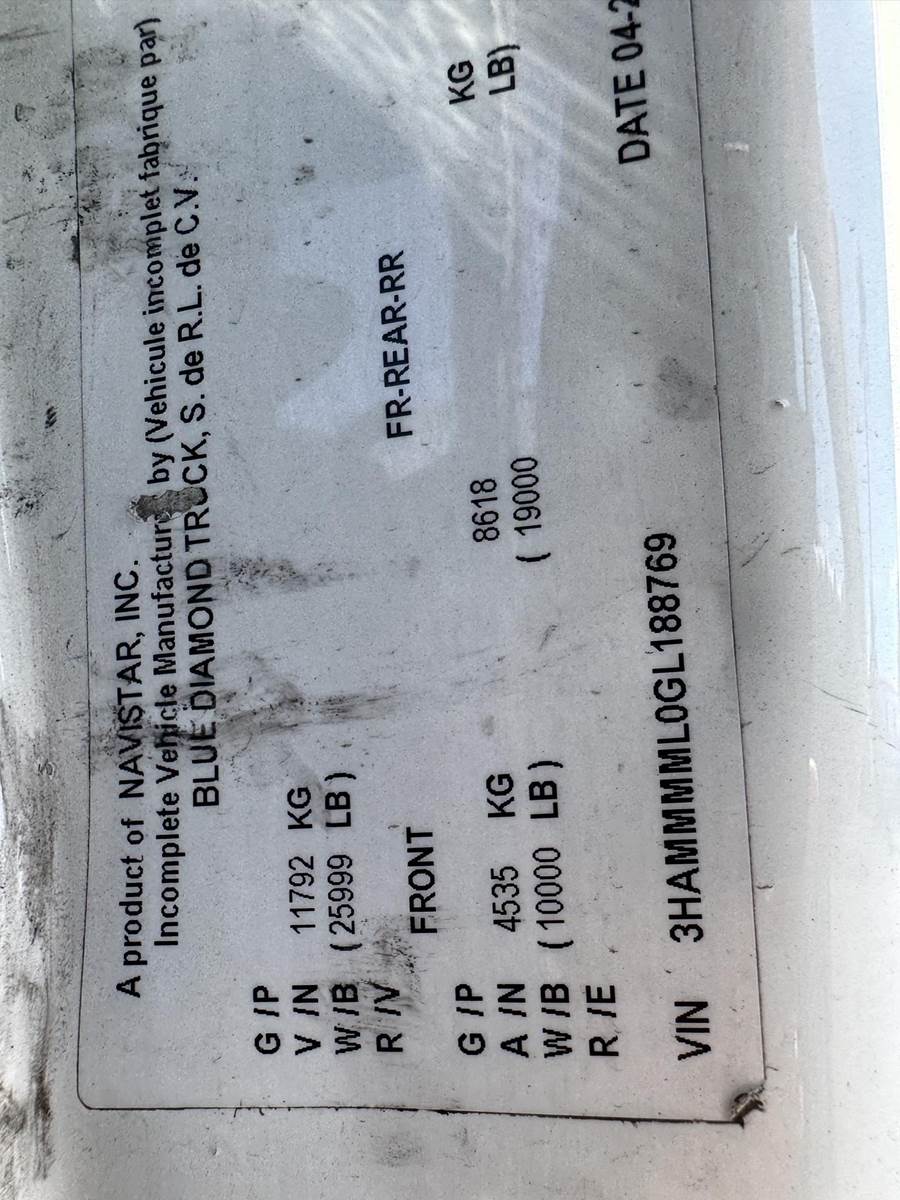 A product of NAVISTAR, INC.
Incomplete Vehicle Manufactur by (Vehicule incomplet fabrique par)
BLUE DIAMOND TRUCK, S. de R.L. de C.V.
G /P
V /N 11792 KG
W /B ( 25999 LB )
R /V
FRONT FR-REAR-RR
G /P
A /N 4535 KG 8618 KG
W /B ( 10000 LB ) ( 19000 LB)
R /E
DATE 04-2
VIN 3HAMMMML0GL188769